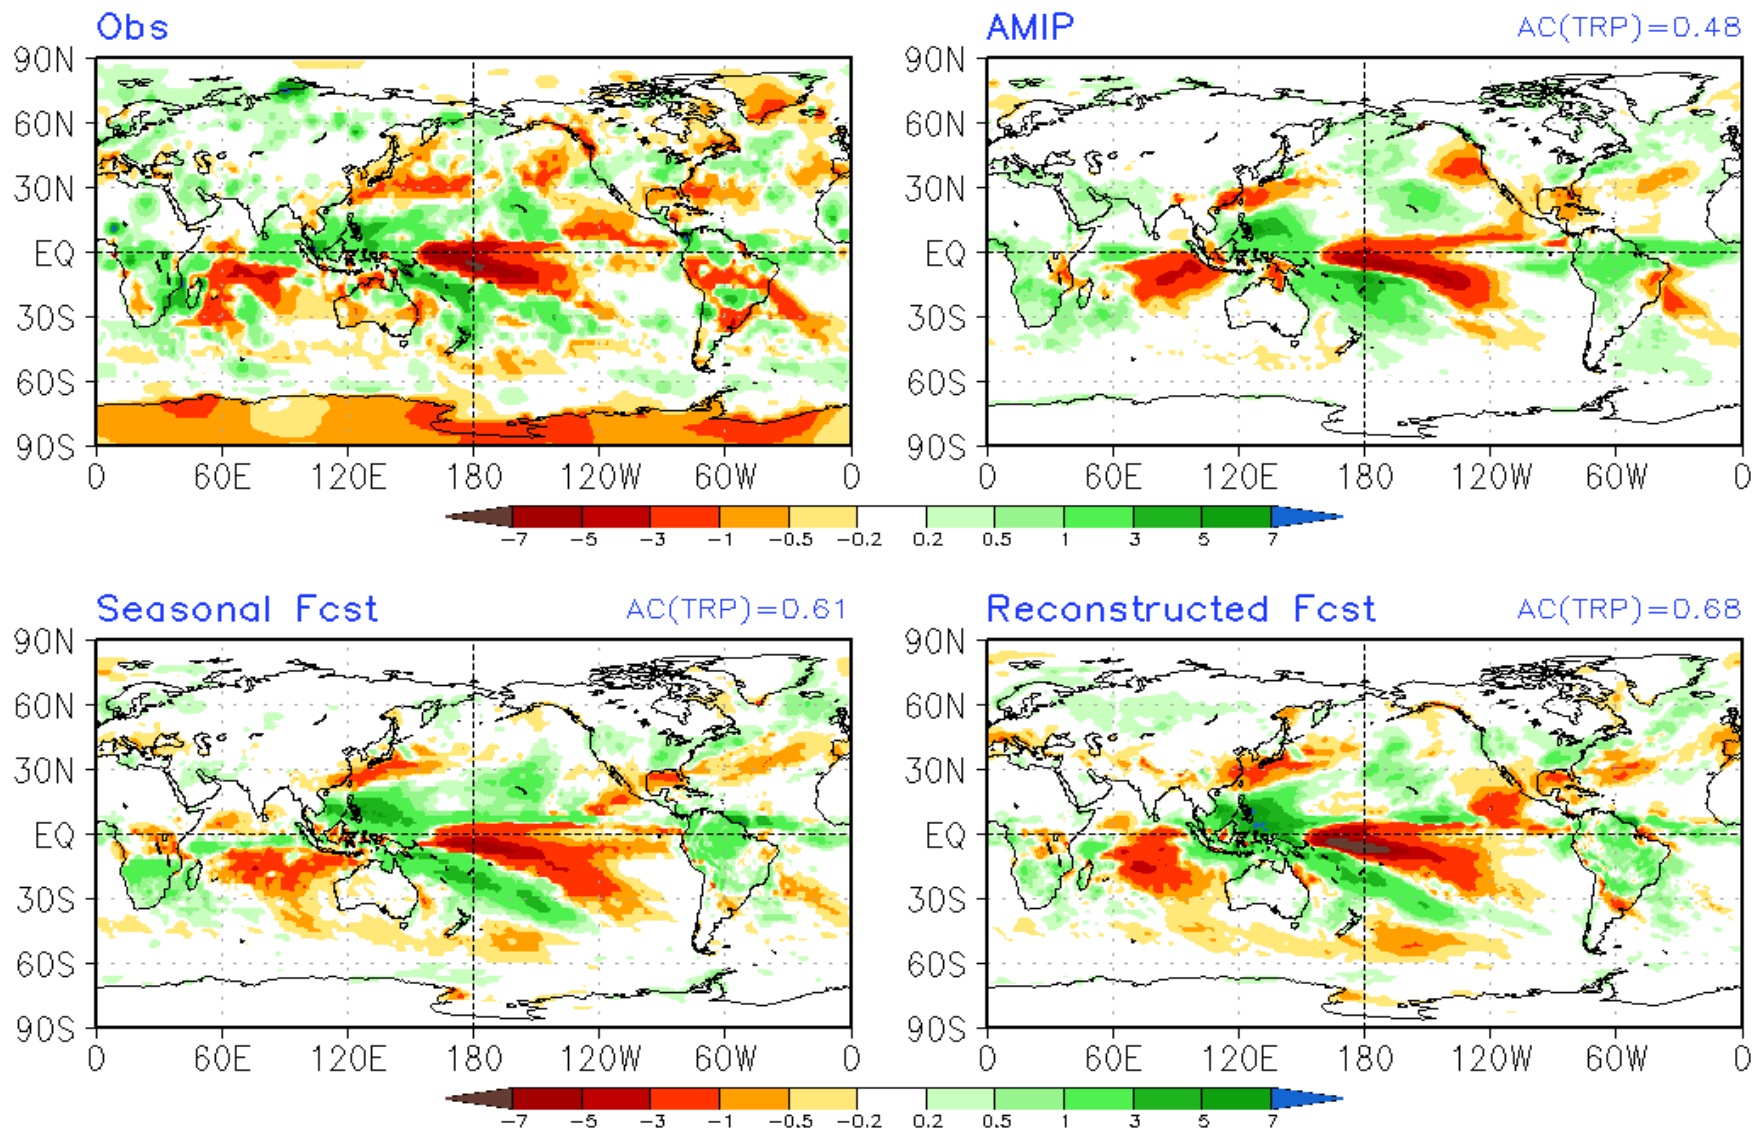 Obs
AMIP AC(TRP)=0.48
90N 90N
60N 60N
30N 30N
EQ EQ
30S 30S
60S 60S
90S 90S
0 60E 120E 180 120W 60W 0 0 60E 120E 180 120W 60W 0
-7 -5 -3 -1 -0.5 -0.2 0.2 0.5 1 3 5 7
Seasonal Fcst AC(TRP)=0.61
Reconstructed Fcst AC(TRP)=0.68
90N 90N
60N 60N
30N 30N
EQ EQ
30S 30S
60S 60S
90S 90S
0 60E 120E 180 120W 60W 0 0 60E 120E 180 120W 60W 0
-7 -5 -3 -1 -0.5 -0.2 0.2 0.5 1 3 5 7